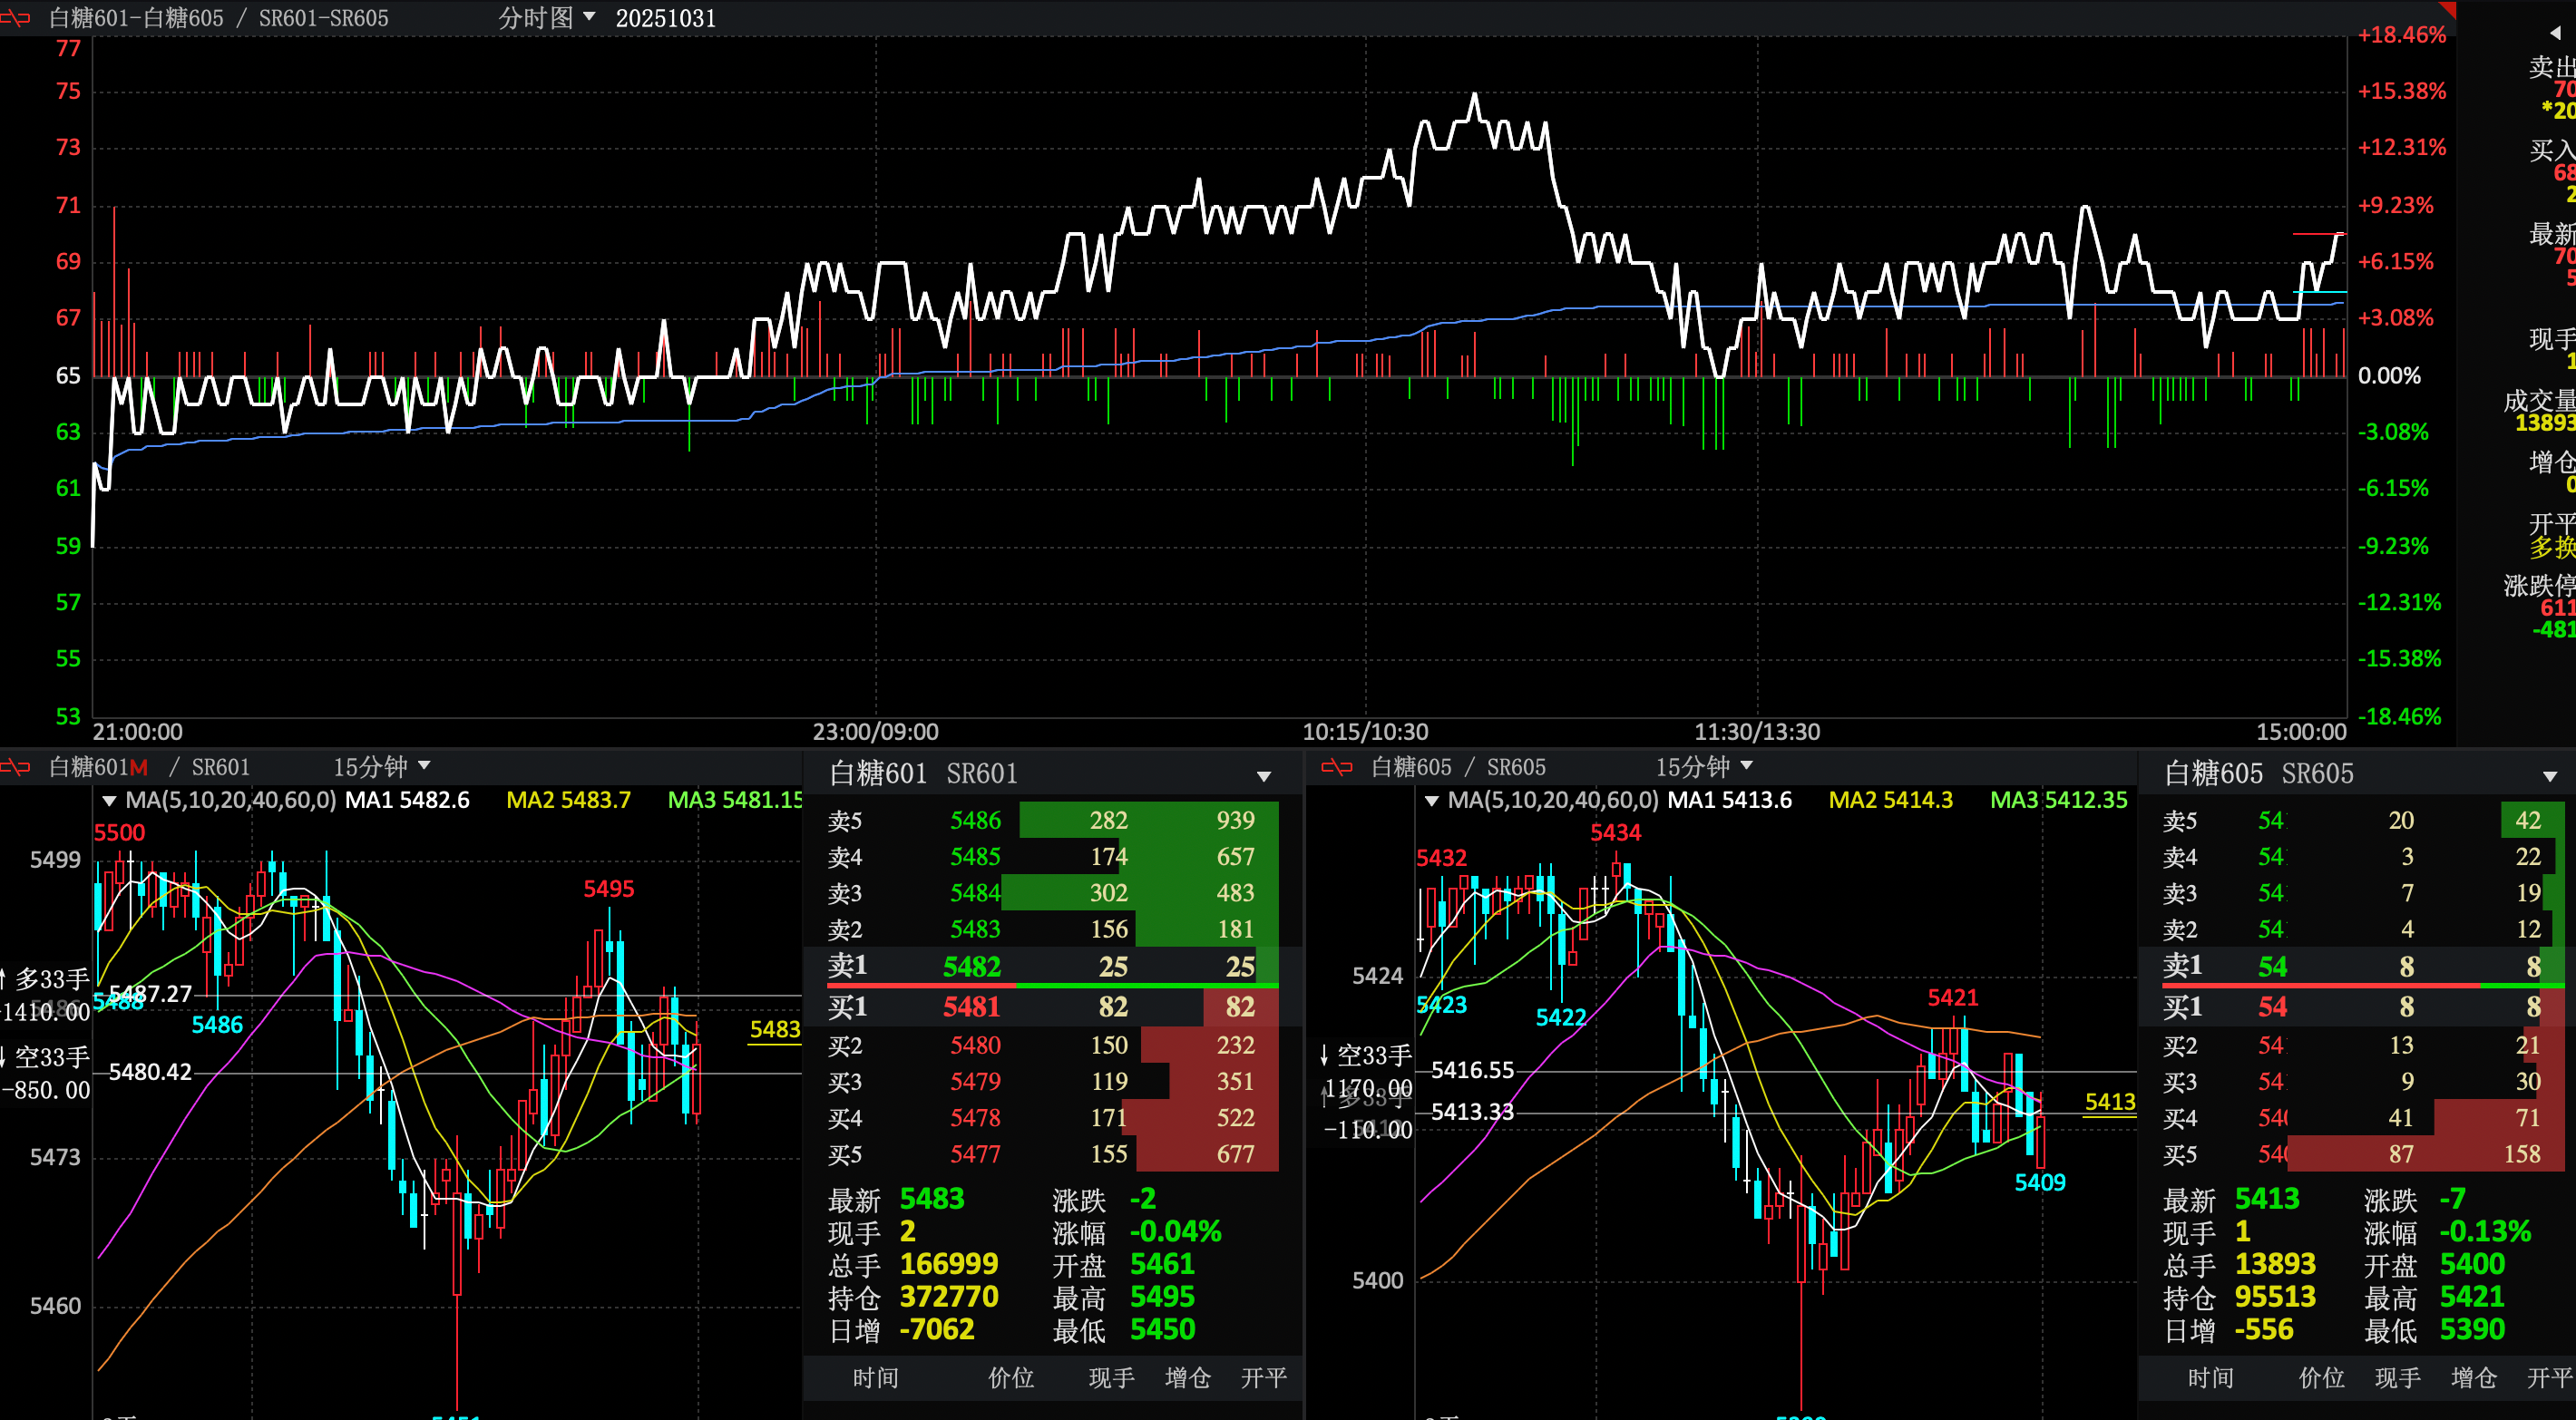 白糖601-白糖605 / SR601-SR605 分时图 20251031
77 +18.46%
75 +15.38%
73 +12.31%
71 +9.23%
69 +6.15%
67 +3.08%
65 0.00%
63 -3.08%
61 -6.15%
59 -9.23%
57 -12.31%
55 -15.38%
53 -18.46%
21:00:00 23:00/09:00 10:15/10:30 11:30/13:30 15:00:00
卖出
70
*20
买入
68
2
最新
70
5
现手
1
成交量
13893
增仓
0
开平
多换
涨跌停
611
-481
白糖601M / SR601 15分钟
MA(5,10,20,40,60,0) MA1 5482.6 MA2 5483.7 MA3 5481.15
5500
5499
5495
↑ 多33手
5487.27
5488
1410.00
5486
5483
↓ 空33手
5480.42
-850.00
5473
5460
白糖601 SR601
卖5 5486 282 939
卖4 5485 174 657
卖3 5484 302 483
卖2 5483 156 181
卖1 5482 25 25
买1 5481 82 82
买2 5480 150 232
买3 5479 119 351
买4 5478 171 522
买5 5477 155 677
最新 5483 涨跌 -2
现手 2 涨幅 -0.04%
总手 166999 开盘 5461
持仓 372770 最高 5495
日增 -7062 最低 5450
时间 价位 现手 增仓 开平
白糖605 / SR605 15分钟
MA(5,10,20,40,60,0) MA1 5413.6 MA2 5414.3 MA3 5412.35
5434
5432
5424
5423
5422
5421
↓ 空33手
5416.55
1170.00
↑ 多33手
5413.33
5413
-110.00
5409
5400
白糖605 SR605
卖5 54 20 42
卖4 54 3 22
卖3 54 7 19
卖2 54 4 12
卖1 54 8 8
买1 54 8 8
买2 54 13 21
买3 54 9 30
买4 540 41 71
买5 540 87 158
最新 5413 涨跌 -7
现手 1 涨幅 -0.13%
总手 13893 开盘 5400
持仓 95513 最高 5421
日增 -556 最低 5390
时间 价位 现手 增仓 开平